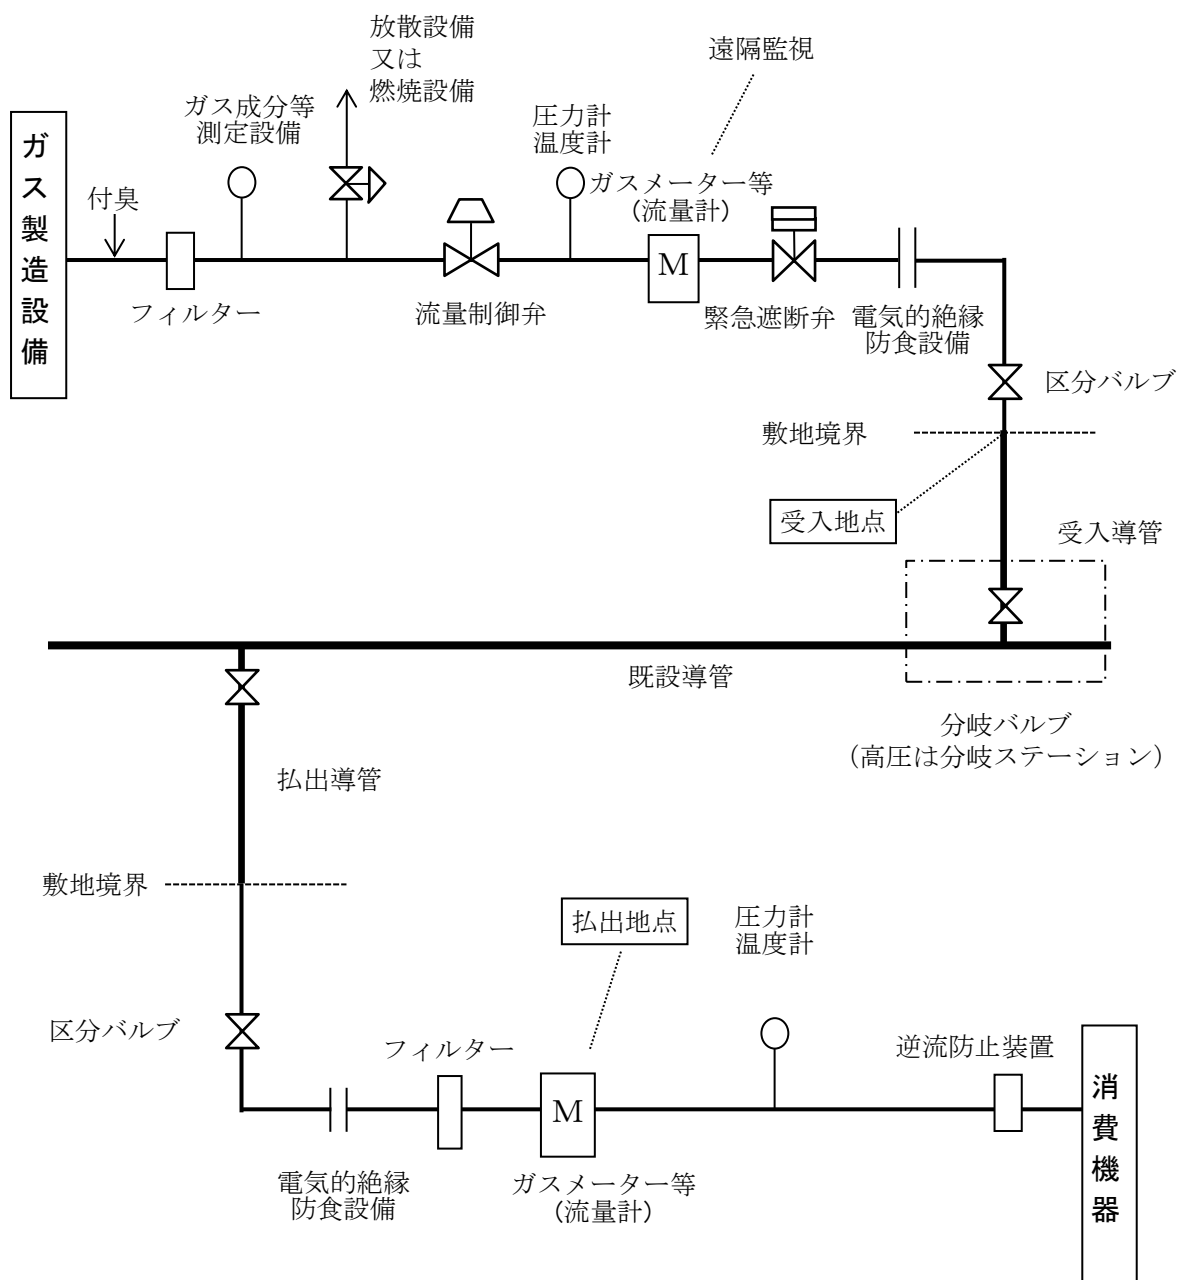 放散設備
又は
燃焼設備
遠隔監視
ガス成分等
測定設備
圧力計
温度計
ガス製造設備
付臭
ガスメーター等
(流量計)
M
フィルター
流量制御弁
緊急遮断弁
電気的絶縁
防食設備
区分バルブ
敷地境界
受入地点
受入導管
既設導管
分岐バルブ
（高圧は分岐ステーション）
払出導管
敷地境界
払出地点
圧力計
温度計
区分バルブ
フィルター
逆流防止装置
M
消費機器
電気的絶縁
防食設備
ガスメーター等
(流量計)